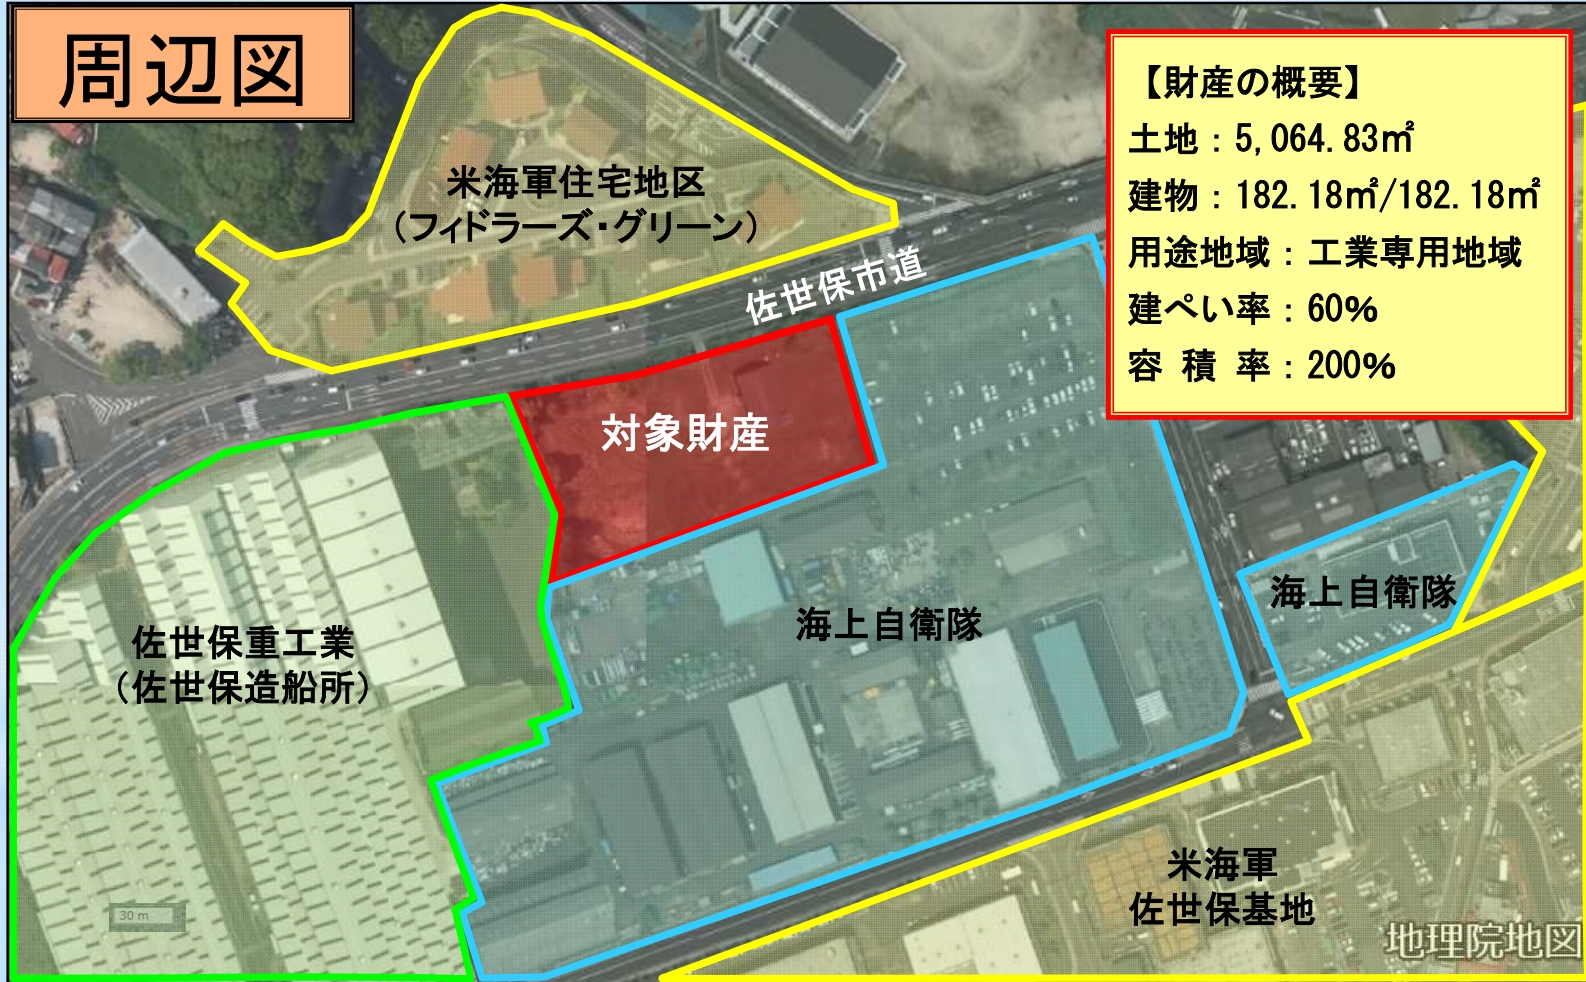 周辺図
【財産の概要】
土地：5,064.83㎡
建物：182.18㎡/182.18㎡
用途地域：工業専用地域
建ぺい率：60%
容 積 率：200%
米海軍住宅地区
（フィドラーズ・グリーン）
佐世保市道
対象財産
海上自衛隊
海上自衛隊
佐世保重工業
（佐世保造船所）
米海軍
佐世保基地
30 m
地理院地図